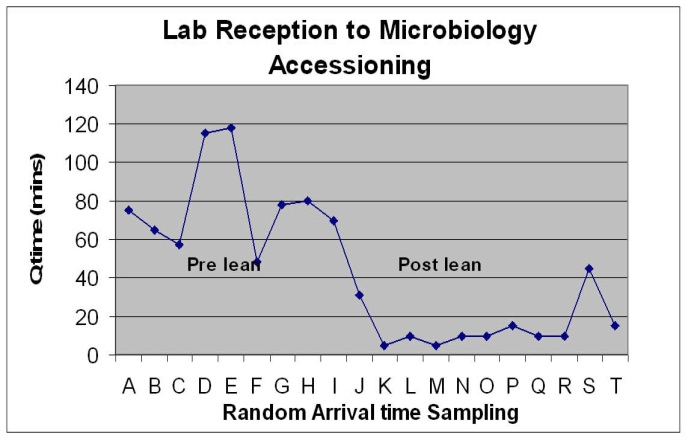 Lab Reception to Microbiology
Accessioning
140
120
100
80
60
40
20
0
Qtime (mins)
Pre lean
Post lean
A B C D E F G H I J K L M N O P Q R S T
Random Arrival time Sampling